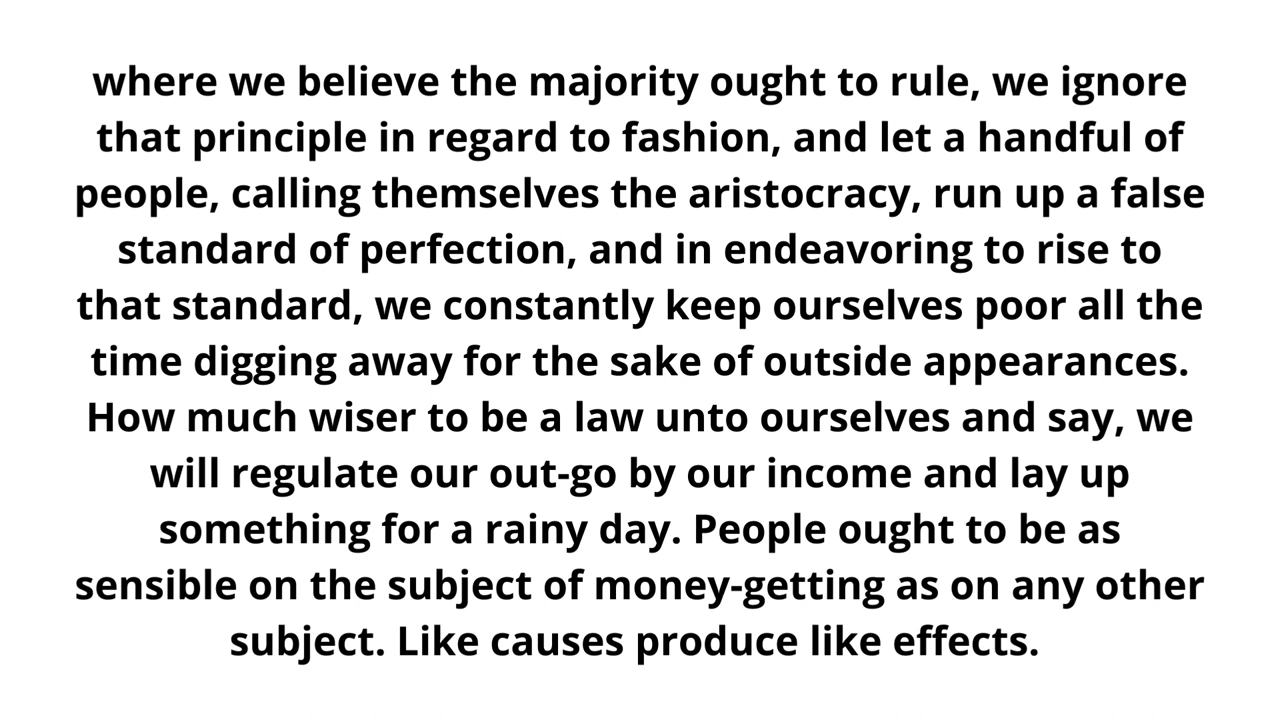 where we believe the majority ought to rule, we ignore
that principle in regard to fashion, and let a handful of
people, calling themselves the aristocracy, run up a false
standard of perfection, and in endeavoring to rise to
that standard, we constantly keep ourselves poor all the
time digging away for the sake of outside appearances.
How much wiser to be a law unto ourselves and say, we
will regulate our out-go by our income and lay up
something for a rainy day. People ought to be as
sensible on the subject of money-getting as on any other
subject. Like causes produce like effects.